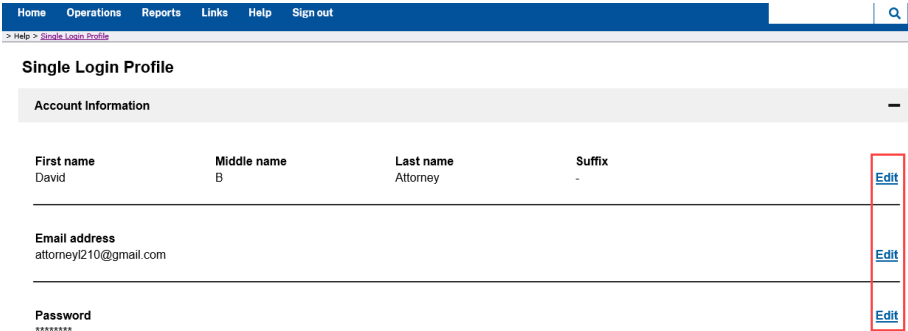 Home Operations Reports Links Help Sign out
> Help > Single Login Profile
Single Login Profile
Account Information
First name Middle name Last name Suffix
David B Attorney - Edit
Email address
attorneyl210@gmail.com Edit
Password Edit
********